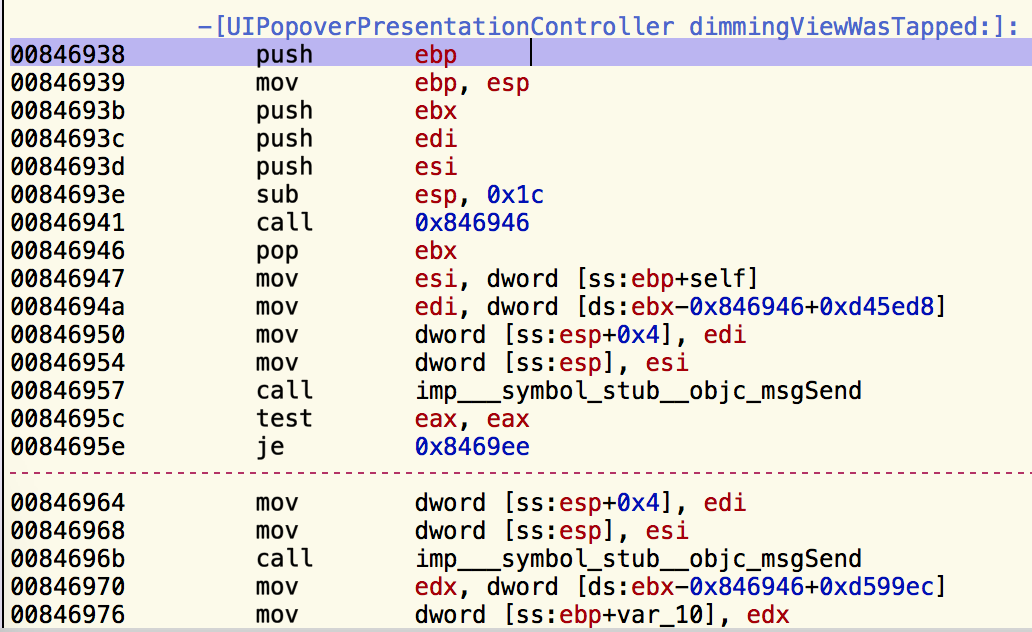 -[UIPopoverPresentationController dimmingViewWasTapped:]:
00846938 push ebp
00846939 mov ebp, esp
0084693b push ebx
0084693c push edi
0084693d push esi
0084693e sub esp, 0x1c
00846941 call 0x846946
00846946 pop ebx
00846947 mov esi, dword [ss:ebp+self]
0084694a mov edi, dword [ds:ebx-0x846946+0xd45ed8]
00846950 mov dword [ss:esp+0x4], edi
00846954 mov dword [ss:esp], esi
00846957 call imp___symbol_stub__objc_msgSend
0084695c test eax, eax
0084695e je 0x8469ee
00846964 mov dword [ss:esp+0x4], edi
00846968 mov dword [ss:esp], esi
0084696b call imp___symbol_stub__objc_msgSend
00846970 mov edx, dword [ds:ebx-0x846946+0xd599ec]
00846976 mov dword [ss:ebp+var_10], edx